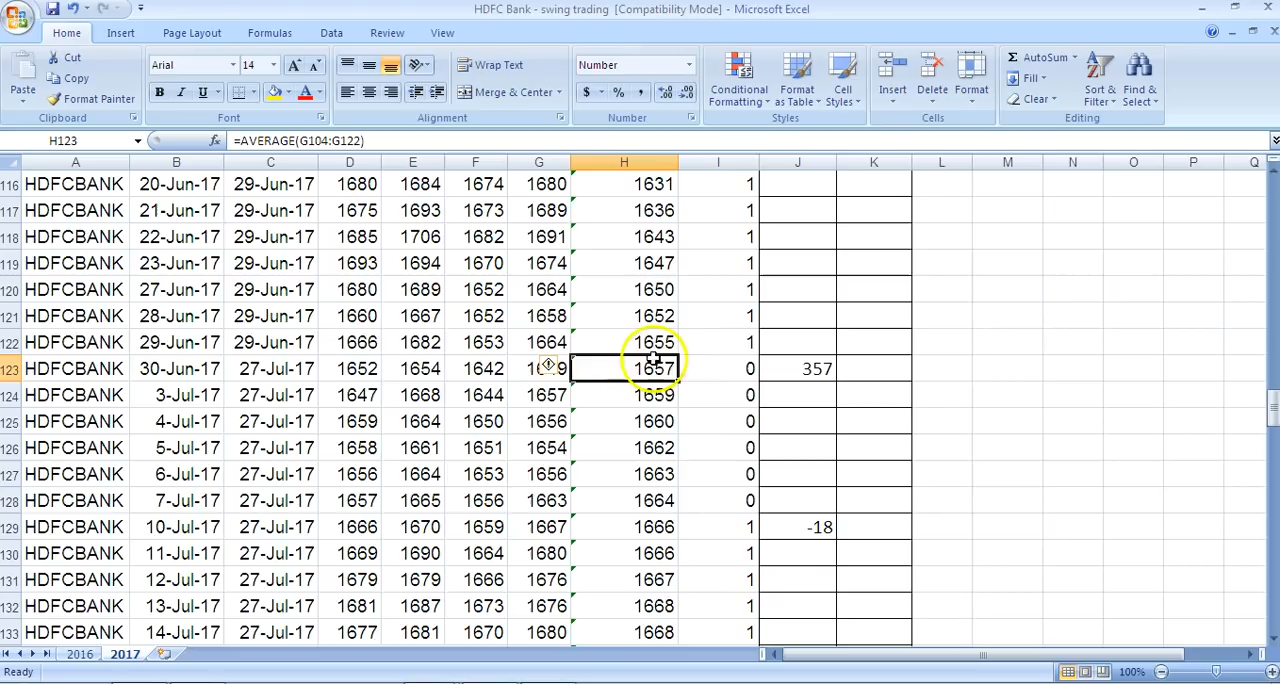 HDFC Bank - swing trading [Compatibility Mode] - Microsoft Excel
Home Insert Page Layout Formulas Data Review View
Paste Cut Copy Format Painter Clipboard
Arial 14 A A B I U A Font
Wrap Text Merge & Center Alignment
Number $ % , Number
Conditional Formatting Format as Table Cell Styles Styles
Insert Delete Format Cells
Σ AutoSum Fill Clear Sort & Filter Find & Select Editing
H123 fx =AVERAGE(G104:G122)
A B C D E F G H I J K L M N O P Q
116 HDFCBANK 20-Jun-17 29-Jun-17 1680 1684 1674 1680 1631 1
117 HDFCBANK 21-Jun-17 29-Jun-17 1675 1693 1673 1689 1636 1
118 HDFCBANK 22-Jun-17 29-Jun-17 1685 1706 1682 1691 1643 1
119 HDFCBANK 23-Jun-17 29-Jun-17 1693 1694 1670 1674 1647 1
120 HDFCBANK 27-Jun-17 29-Jun-17 1680 1689 1652 1664 1650 1
121 HDFCBANK 28-Jun-17 29-Jun-17 1660 1667 1652 1658 1652 1
122 HDFCBANK 29-Jun-17 29-Jun-17 1666 1682 1653 1664 1655 1
123 HDFCBANK 30-Jun-17 27-Jul-17 1652 1654 1642 1657 0 357
124 HDFCBANK 3-Jul-17 27-Jul-17 1647 1668 1644 1657 1659 0
125 HDFCBANK 4-Jul-17 27-Jul-17 1659 1664 1650 1656 1660 0
126 HDFCBANK 5-Jul-17 27-Jul-17 1658 1661 1651 1654 1662 0
127 HDFCBANK 6-Jul-17 27-Jul-17 1656 1664 1653 1656 1663 0
128 HDFCBANK 7-Jul-17 27-Jul-17 1657 1665 1656 1663 1664 0
129 HDFCBANK 10-Jul-17 27-Jul-17 1666 1670 1659 1667 1666 1 -18
130 HDFCBANK 11-Jul-17 27-Jul-17 1669 1690 1664 1680 1666 1
131 HDFCBANK 12-Jul-17 27-Jul-17 1679 1679 1666 1676 1667 1
132 HDFCBANK 13-Jul-17 27-Jul-17 1681 1687 1673 1676 1668 1
133 HDFCBANK 14-Jul-17 27-Jul-17 1677 1681 1670 1680 1668 1
2016 2017
Ready 100%